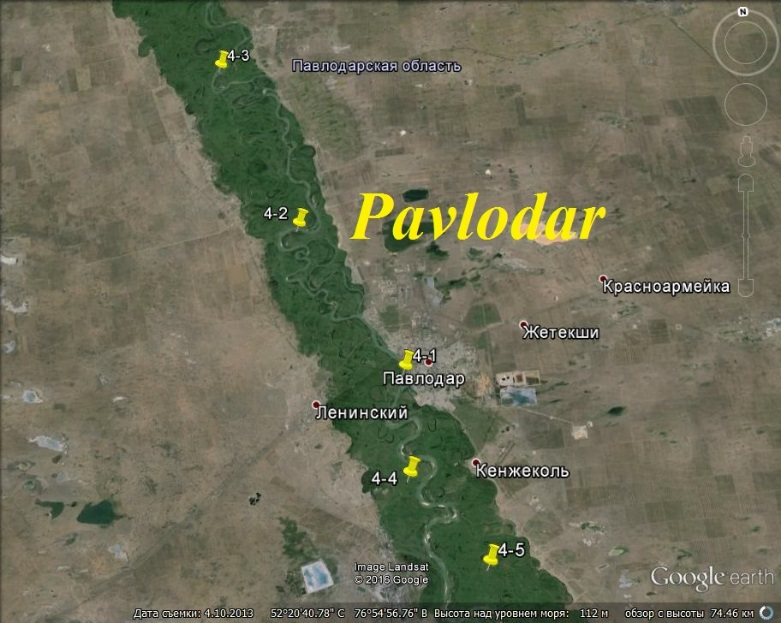 N
4-3
Павлодарская область
4-2
Pavlodar
Красноармейка
Жетекши
4-1
Павлодар
Ленинский
Кенжеколь
4-4
4-5
Image Landsat
© 2016 Google
Google earth
Дата съемки: 4.10.2013 52°20'40.78" С 76°54'56.76" В Высота над уровнем моря: 112 м обзор с высоты 74.46 км